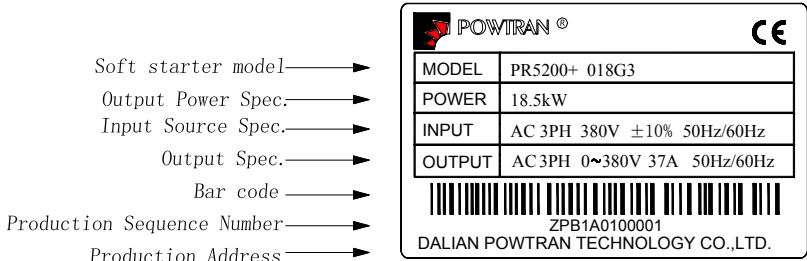 POWTRAN ®
CE
Soft starter model
MODEL PR5200+ 018G3
Output Power Spec.
POWER 18.5kW
Input Source Spec.
INPUT AC 3PH 380V ±10% 50Hz/60Hz
Output Spec.
OUTPUT AC 3PH 0~380V 37A 50Hz/60Hz
Bar code
Production Sequence Number
ZPB1A0100001
Production Address
DALIAN POWTRAN TECHNOLOGY CO.,LTD.